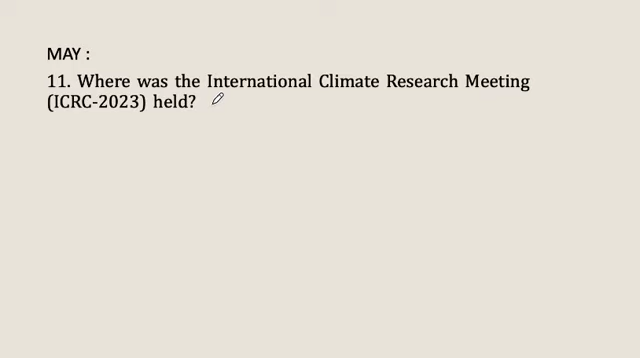 MAY :
11. Where was the International Climate Research Meeting
(ICRC-2023) held?